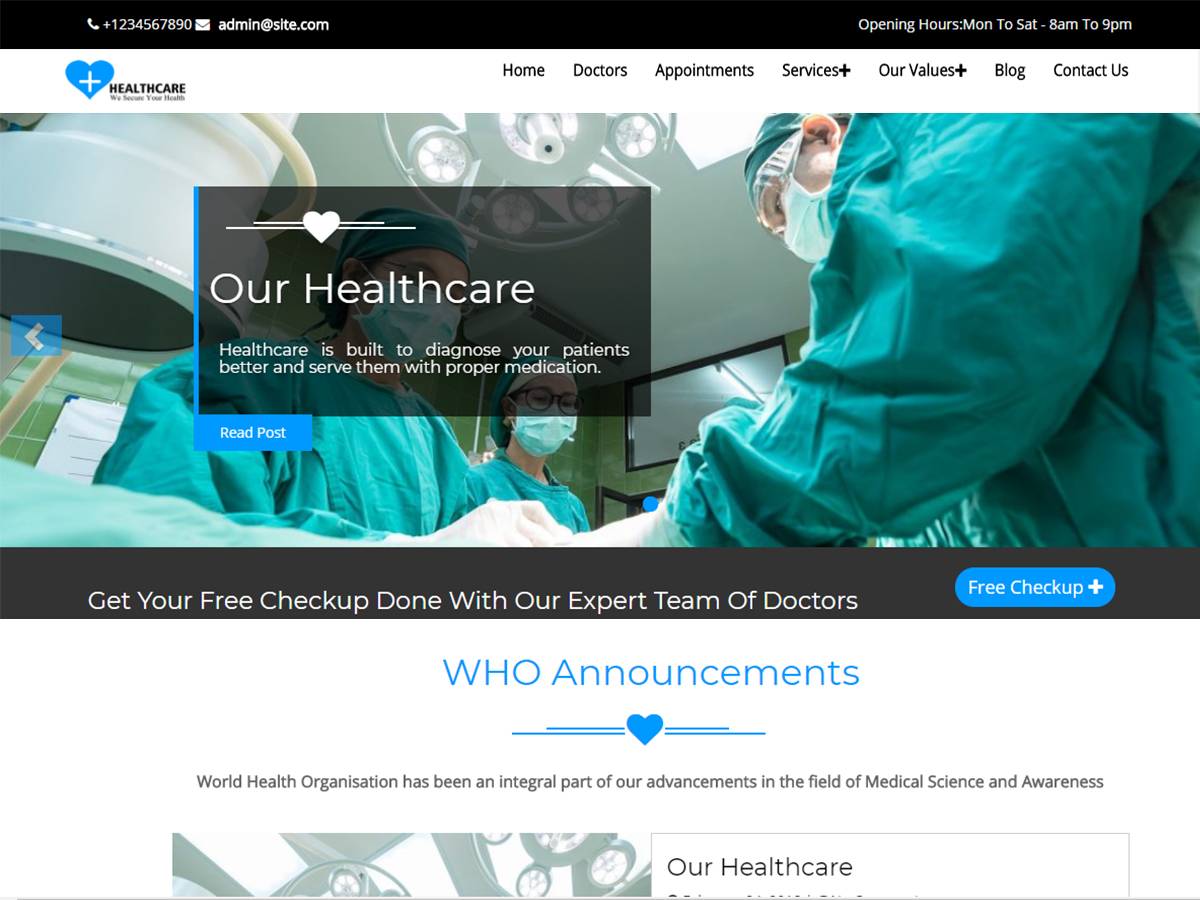 +1234567890 admin@site.com
Opening Hours:Mon To Sat - 8am To 9pm
HEALTHCARE
We Secure Your Health
Home Doctors Appointments Services Our Values Blog Contact Us
Our Healthcare
Healthcare is built to diagnose your patients
better and serve them with proper medication.
Read Post
Get Your Free Checkup Done With Our Expert Team Of Doctors
Free Checkup
WHO Announcements
World Health Organisation has been an integral part of our advancements in the field of Medical Science and Awareness
Our Healthcare